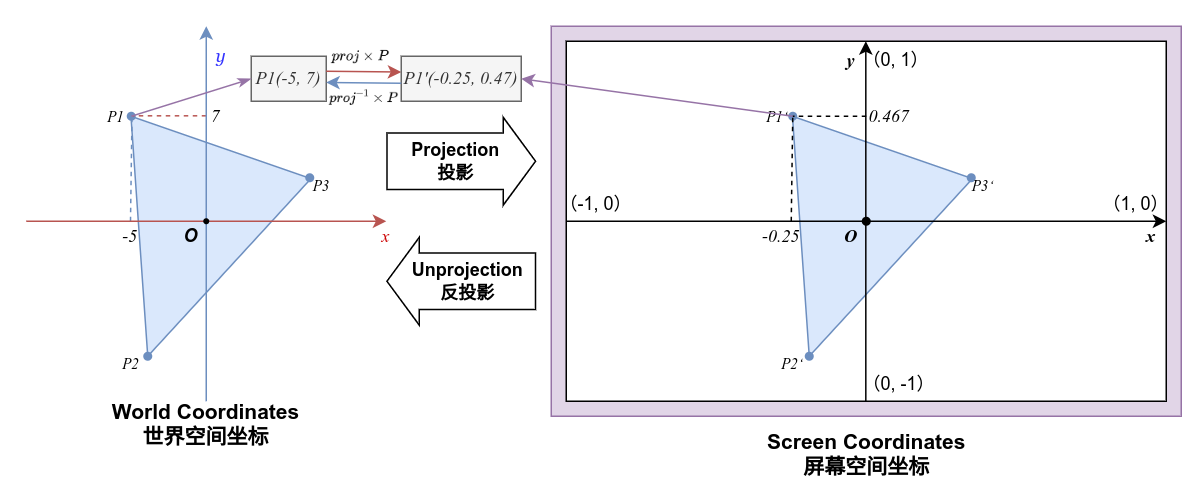 y
P1(-5, 7)
proj × P
proj⁻¹ × P
P1'(-0.25, 0.47)
P1
7
P3
-5
O
x
P2
World Coordinates
世界空间坐标
Projection
投影
Unprojection
反投影
y
(0, 1)
P1‘
0.467
P3‘
(-1, 0)
(1, 0)
-0.25
O
x
P2‘
(0, -1)
Screen Coordinates
屏幕空间坐标